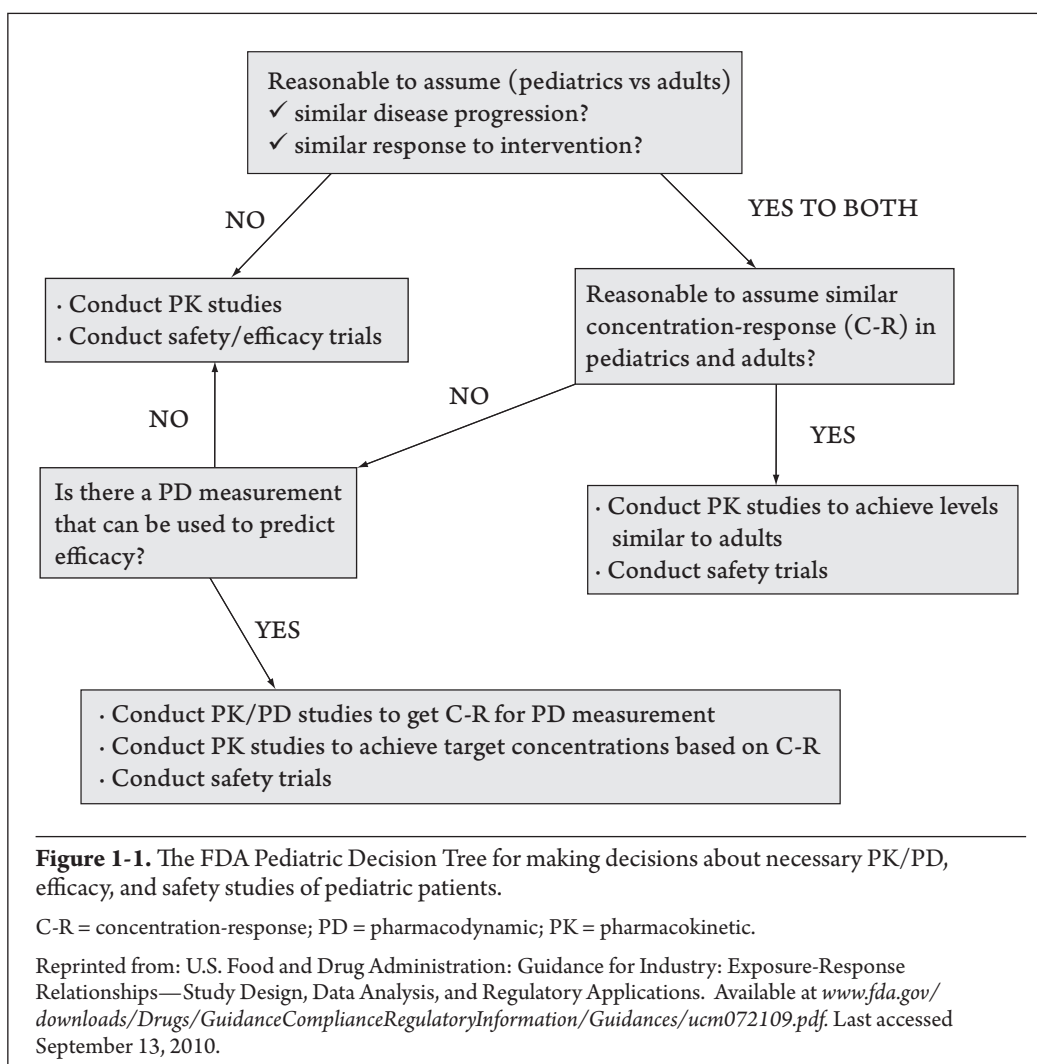 Reasonable to assume (pediatrics vs adults)
✓ similar disease progression?
✓ similar response to intervention?
NO
YES TO BOTH
· Conduct PK studies
· Conduct safety/efficacy trials
Reasonable to assume similar
concentration-response (C-R) in
pediatrics and adults?
NO
NO
YES
Is there a PD measurement
that can be used to predict
efficacy?
· Conduct PK studies to achieve levels
similar to adults
· Conduct safety trials
YES
· Conduct PK/PD studies to get C-R for PD measurement
· Conduct PK studies to achieve target concentrations based on C-R
· Conduct safety trials
Figure 1-1. The FDA Pediatric Decision Tree for making decisions about necessary PK/PD,
efficacy, and safety studies of pediatric patients.
C-R = concentration-response; PD = pharmacodynamic; PK = pharmacokinetic.
Reprinted from: U.S. Food and Drug Administration: Guidance for Industry: Exposure-Response
Relationships—Study Design, Data Analysis, and Regulatory Applications. Available at www.fda.gov/
downloads/Drugs/GuidanceComplianceRegulatoryInformation/Guidances/ucm072109.pdf. Last accessed
September 13, 2010.